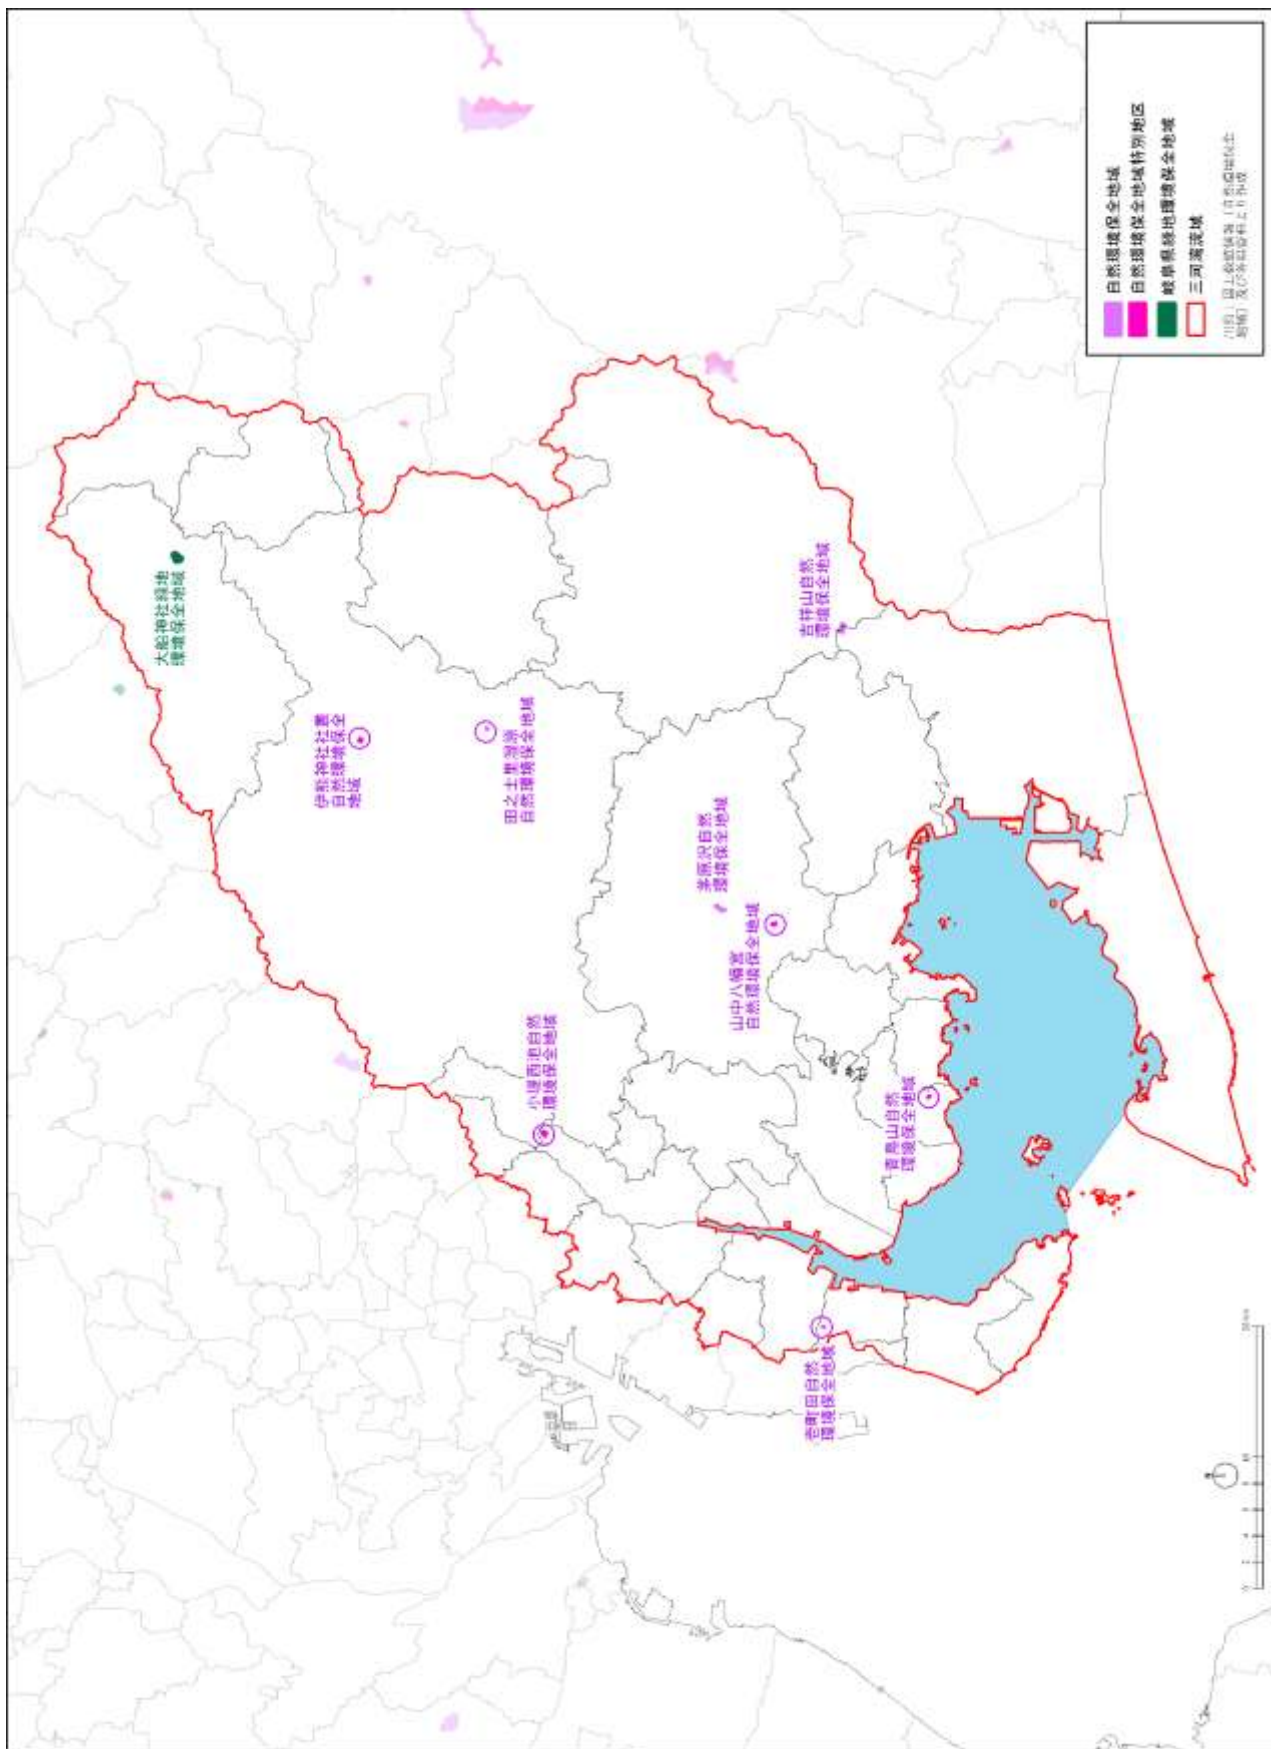 自然環境保全地域
自然環境保全地域特別地区
岐阜県緑地環境保全地域
三河湾流域
大船神社緑地
環境保全地域
伊熊神社社叢
自然環境保全
地域
田之士里湿原
自然環境保全地域
吉祥山自然
環境保全地域
茅原沢自然
環境保全地域
山中八幡宮
自然環境保全地域
小堤西池自然
環境保全地域
香鳥山自然
環境保全地域
壱町田自然
環境保全地域